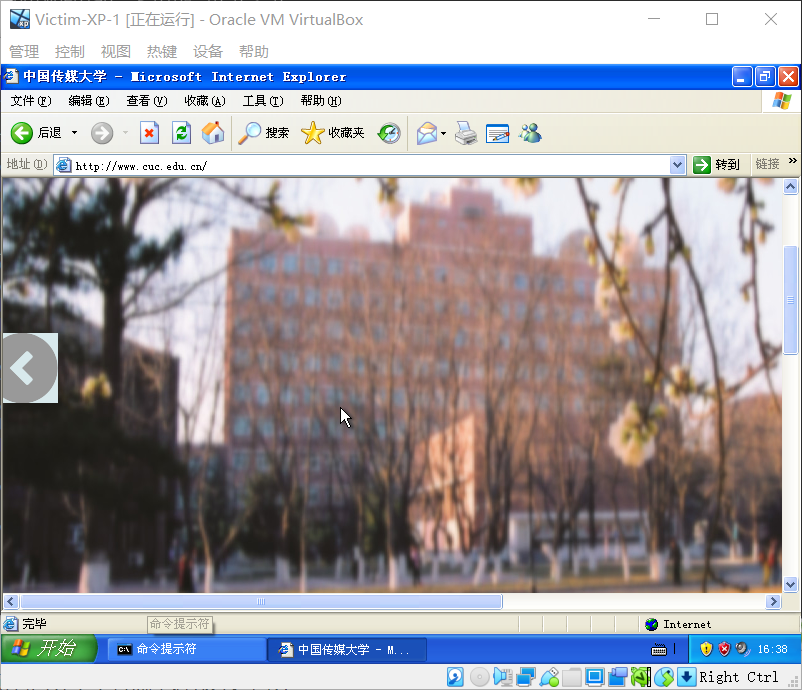 Victim-XP-1 [正在运行] - Oracle VM VirtualBox
管理 控制 视图 热键 设备 帮助
中国传媒大学 - Microsoft Internet Explorer
文件(F) 编辑(E) 查看(V) 收藏(A) 工具(T) 帮助(H)
后退 搜索 收藏夹
地址(D) http://www.cuc.edu.cn/ 转到 链接 »
完毕 命令提示符 Internet
开始 命令提示符 中国传媒大学 - M... 16:38
Right Ctrl